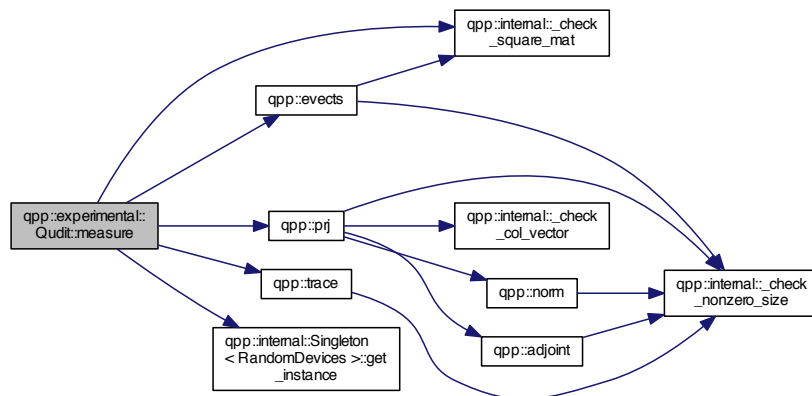 qpp::internal::_check
_square_mat
qpp::evects
qpp::experimental::
Qudit::measure
qpp::prj
qpp::internal::_check
_col_vector
qpp::trace
qpp::norm
qpp::internal::_check
_nonzero_size
qpp::internal::Singleton
< RandomDevices >::get
_instance
qpp::adjoint